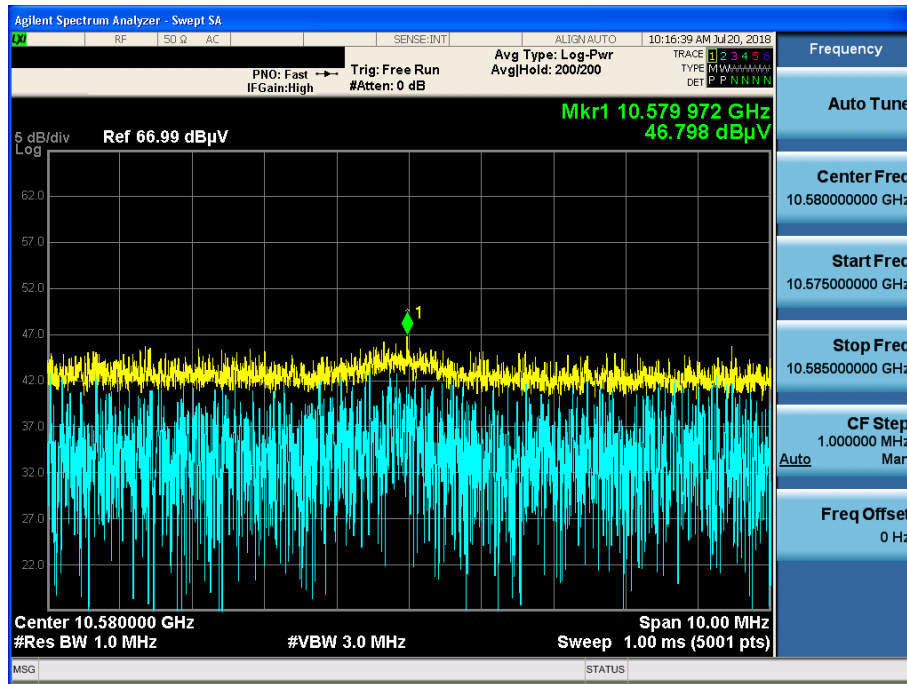 Agilent Spectrum Analyzer - Swept SA
LXI RF 50 Ω AC SENSE:INT ALIGN AUTO 10:16:39 AM Jul 20, 2018
PNO: Fast IFGain:High
Trig: Free Run
#Atten: 0 dB
Avg Type: Log-Pwr
Avg|Hold: 200/200
TRACE 1 2 3 4 5 6
TYPE M W
DET P P N N N N
Mkr1 10.579 972 GHz
46.798 dBµV
5 dB/div Ref 66.99 dBµV
Log
62.0
57.0
52.0
47.0
42.0
37.0
32.0
27.0
22.0
1
Center 10.580000 GHz Span 10.00 MHz
#Res BW 1.0 MHz #VBW 3.0 MHz Sweep 1.00 ms (5001 pts)
MSG STATUS
Frequency
Auto Tune
Center Freq
10.580000000 GHz
Start Freq
10.575000000 GHz
Stop Freq
10.585000000 GHz
CF Step
1.000000 MHz
Auto Man
Freq Offset
0 Hz